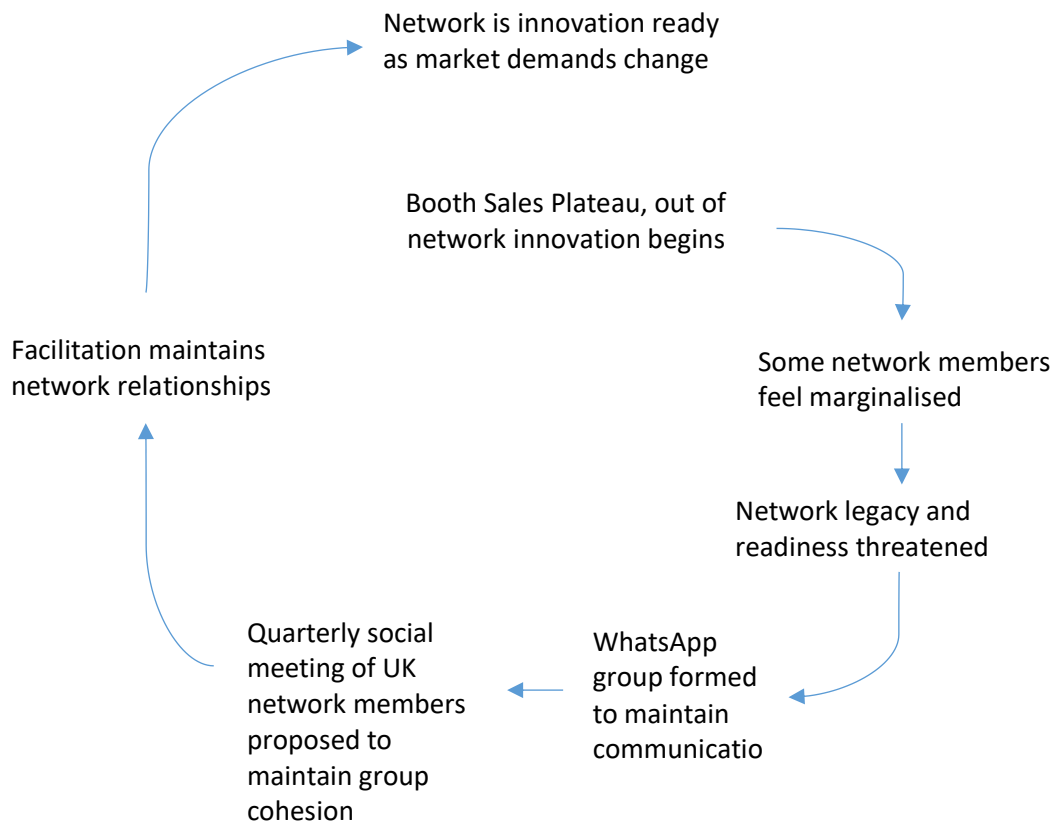 Network is innovation ready
as market demands change
Booth Sales Plateau, out of
network innovation begins
Some network members
feel marginalised
Network legacy and
readiness threatened
WhatsApp
group formed
to maintain
communicatio
Quarterly social
meeting of UK
network members
proposed to
maintain group
cohesion
Facilitation maintains
network relationships